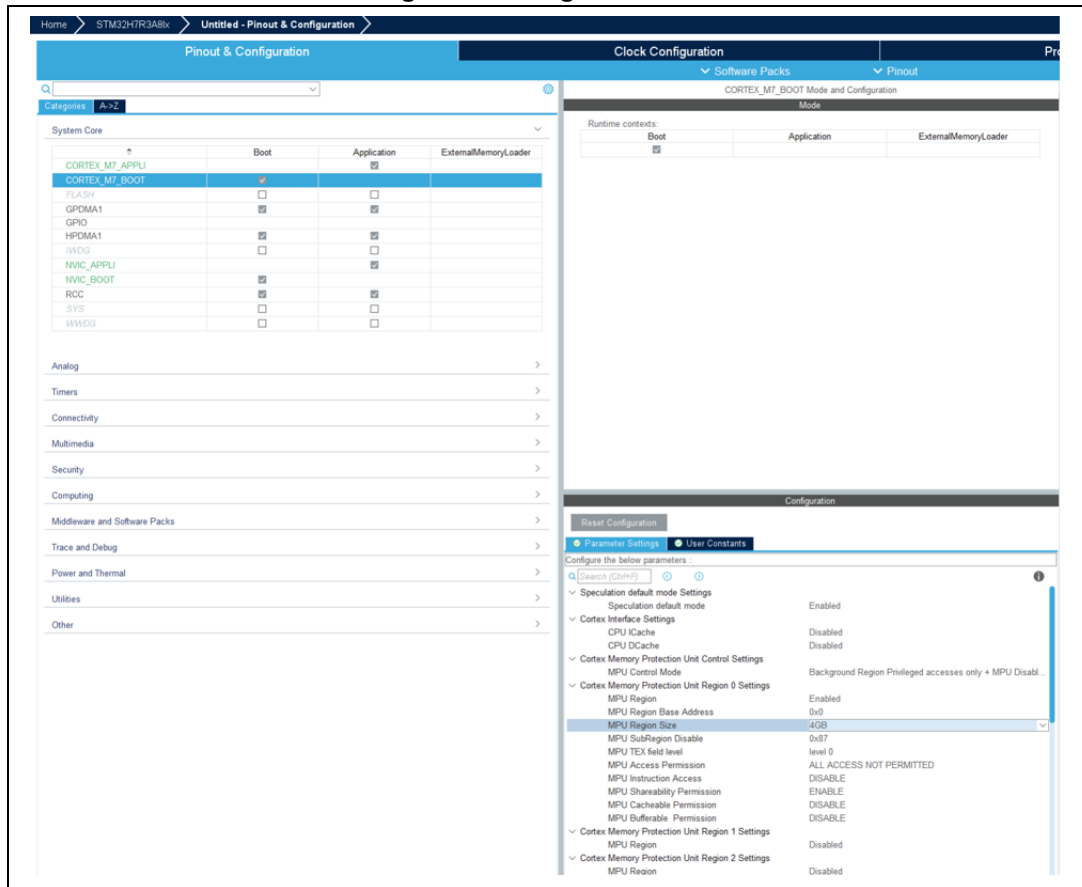 Home STM32H7R3A8Ix Untitled - Pinout & Configuration
Pinout & Configuration Clock Configuration Pro
Software Packs Pinout
CORTEX_M7_BOOT Mode and Configuration
Categories A->Z
Mode
System Core
Runtime contexts:
Boot Application ExternalMemoryLoader
Boot Application ExternalMemoryLoader
CORTEX_M7_APPLI
CORTEX_M7_BOOT
FLASH
GPDMA1
GPIO
HPDMA1
IWDG
NVIC_APPLI
NVIC_BOOT
RCC
SYS
WWDG
Analog
Timers
Connectivity
Multimedia
Security
Computing
Middleware and Software Packs
Trace and Debug
Power and Thermal
Utilities
Other
Configuration
Reset Configuration
Parameter Settings User Constants
Configure the below parameters :
Search (Ctrl+F)
Speculation default mode Settings
Speculation default mode Enabled
Cortex Interface Settings
CPU ICache Disabled
CPU DCache Disabled
Cortex Memory Protection Unit Control Settings
MPU Control Mode Background Region Privileged accesses only + MPU Disabl...
Cortex Memory Protection Unit Region 0 Settings
MPU Region Enabled
MPU Region Base Address 0x0
MPU Region Size 4GB
MPU SubRegion Disable 0x87
MPU TEX field level level 0
MPU Access Permission ALL ACCESS NOT PERMITTED
MPU Instruction Access DISABLE
MPU Shareability Permission ENABLE
MPU Cacheable Permission DISABLE
MPU Bufferable Permission DISABLE
Cortex Memory Protection Unit Region 1 Settings
MPU Region Disabled
Cortex Memory Protection Unit Region 2 Settings
MPU Region Disabled